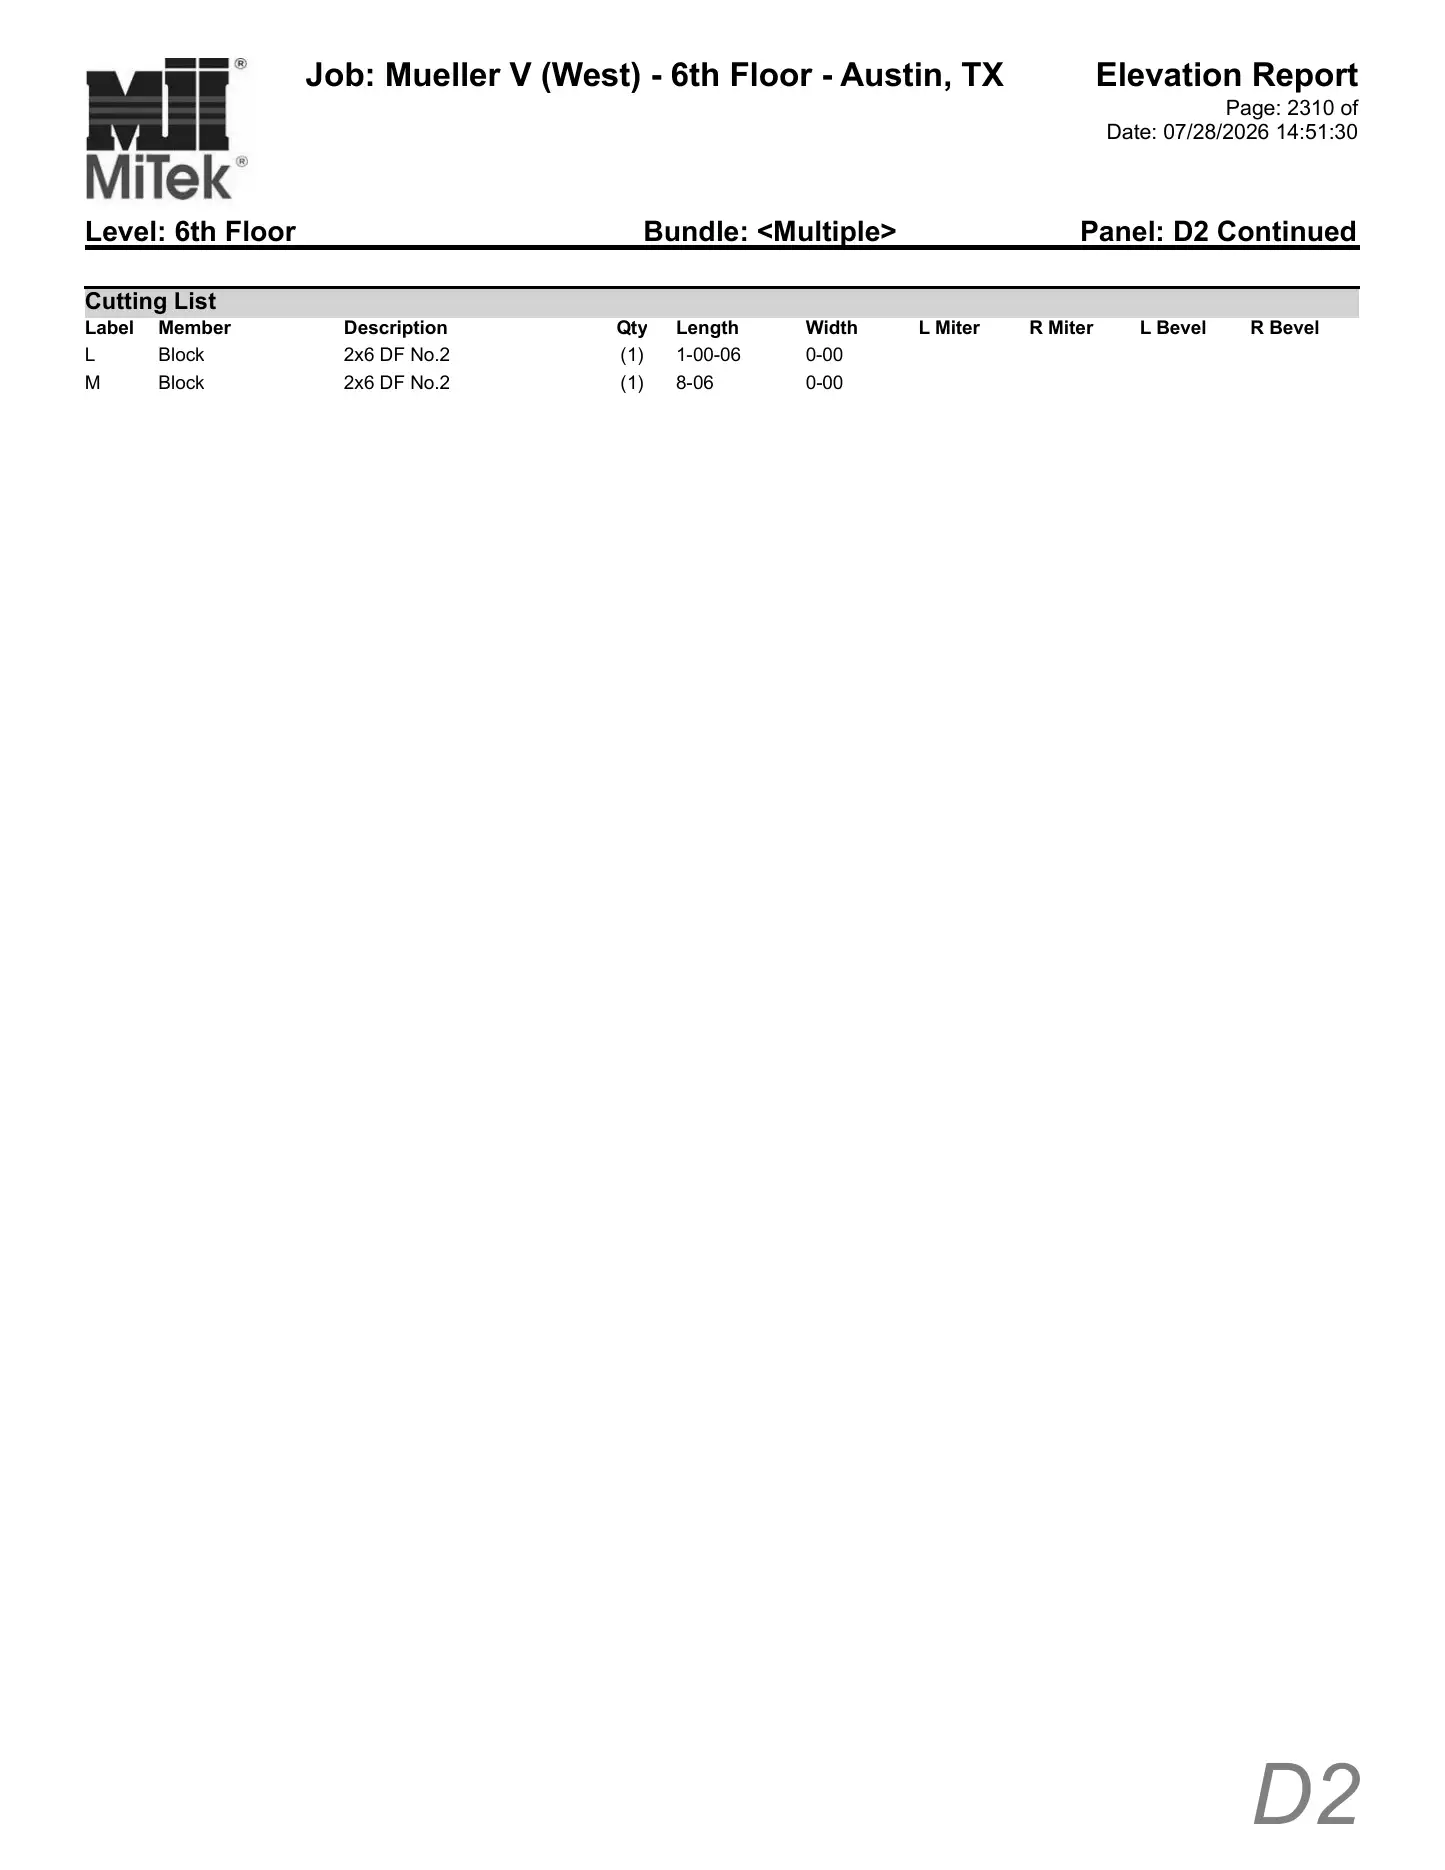 Job: Mueller V (West) - 6th Floor - Austin, TX
Elevation Report
Page: 2310 of
Date: 07/28/2026 14:51:30
®
MiTek®
Level: 6th Floor Bundle: <Multiple> Panel: D2 Continued
Cutting List
Label Member Description Qty Length Width L Miter R Miter L Bevel R Bevel
L Block 2x6 DF No.2 (1) 1-00-06 0-00
M Block 2x6 DF No.2 (1) 8-06 0-00
D2